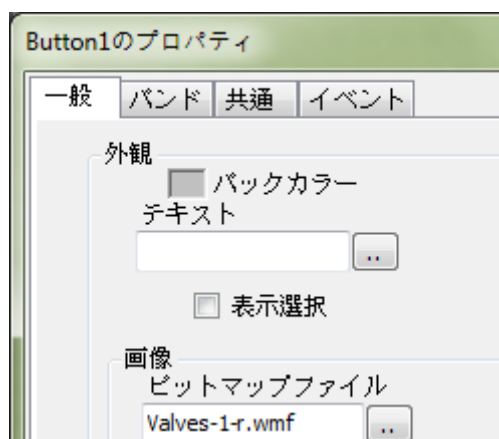 Button1のプロパティ
一般 バンド 共通 イベント
外観
バックカラー
テキスト
..
表示選択
画像
ビットマップファイル
Valves-1-r.wmf ..